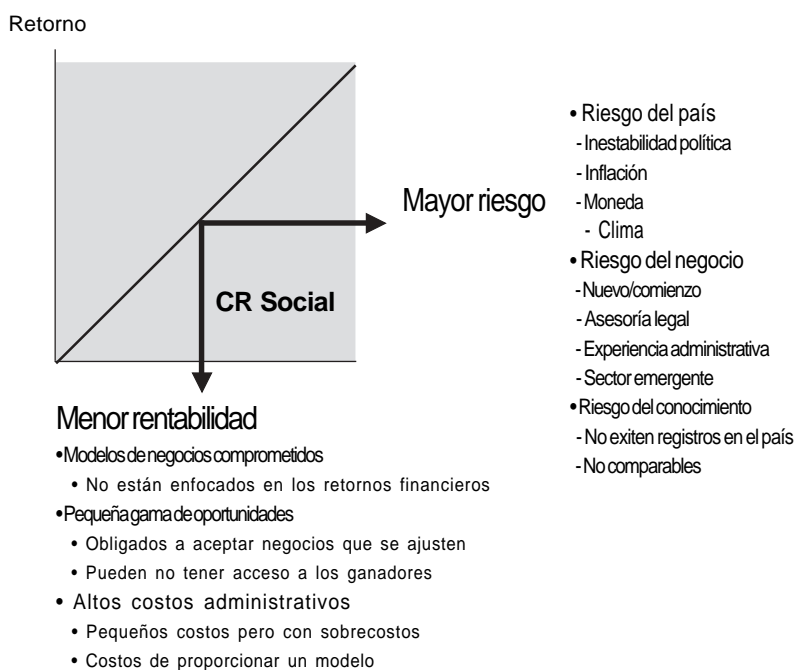 Retorno
Mayor riesgo
CR Social
• Riesgo del país
- Inestabilidad política
- Inflación
- Moneda
- Clima
• Riesgo del negocio
- Nuevo/comienzo
- Asesoría legal
- Experiencia administrativa
- Sector emergente
• Riesgo del conocimiento
- No exiten registros en el país
- No comparables
Menor rentabilidad
• Modelos de negocios comprometidos
• No están enfocados en los retornos financieros
• Pequeña gama de oportunidades
• Obligados a aceptar negocios que se ajusten
• Pueden no tener acceso a los ganadores
• Altos costos administrativos
• Pequeños costos pero con sobrecostos
• Costos de proporcionar un modelo